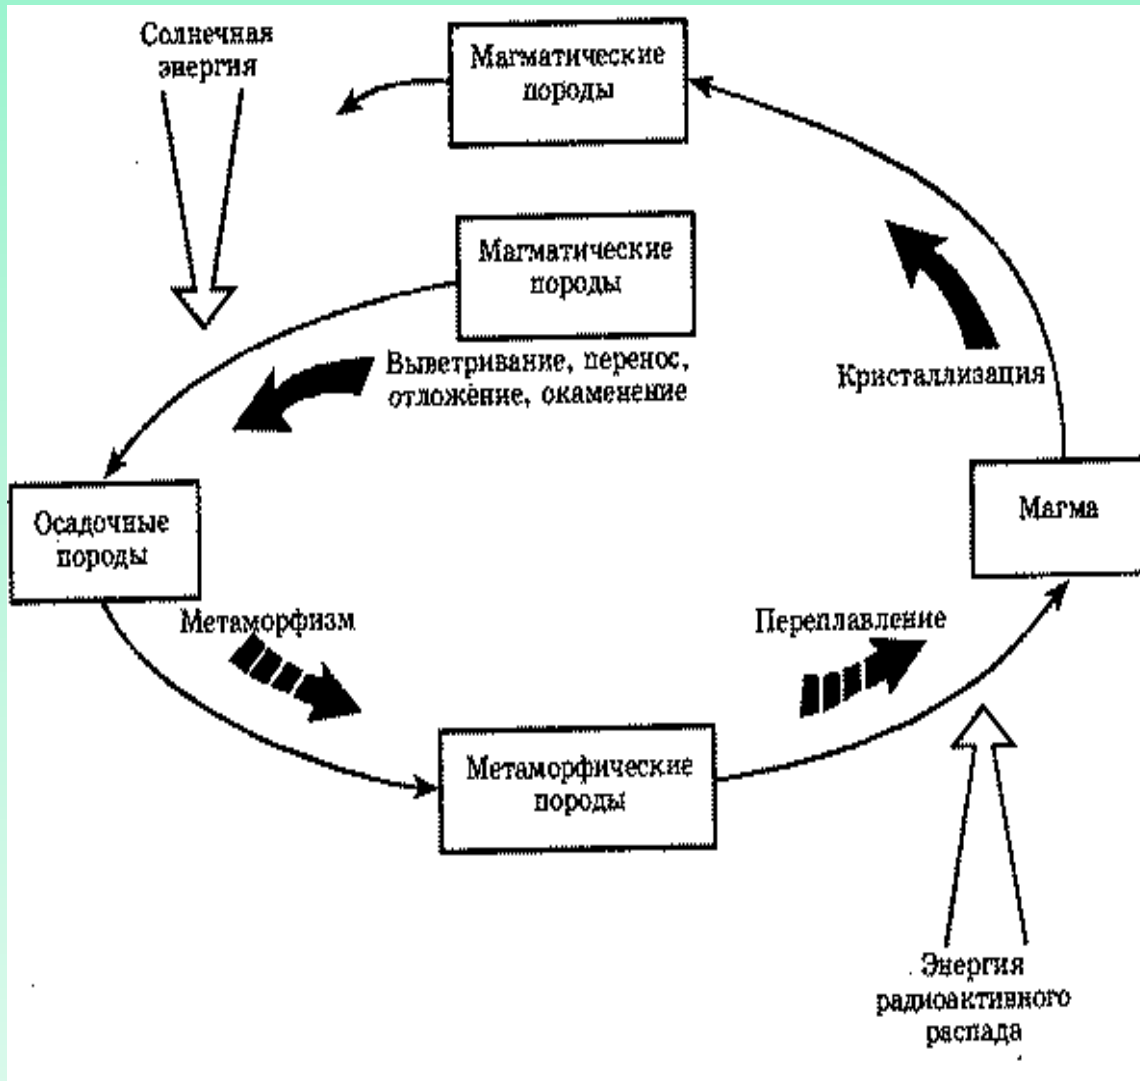 Солнечная
энергия
Магматические
породы
Магматические
породы
Выветривание, перенос,
отложение, окаменение
Кристаллизация
Осадочные
породы
Магма
Метаморфизм
Переплавление
Метаморфические
породы
Энергия
радиоактивного
распада